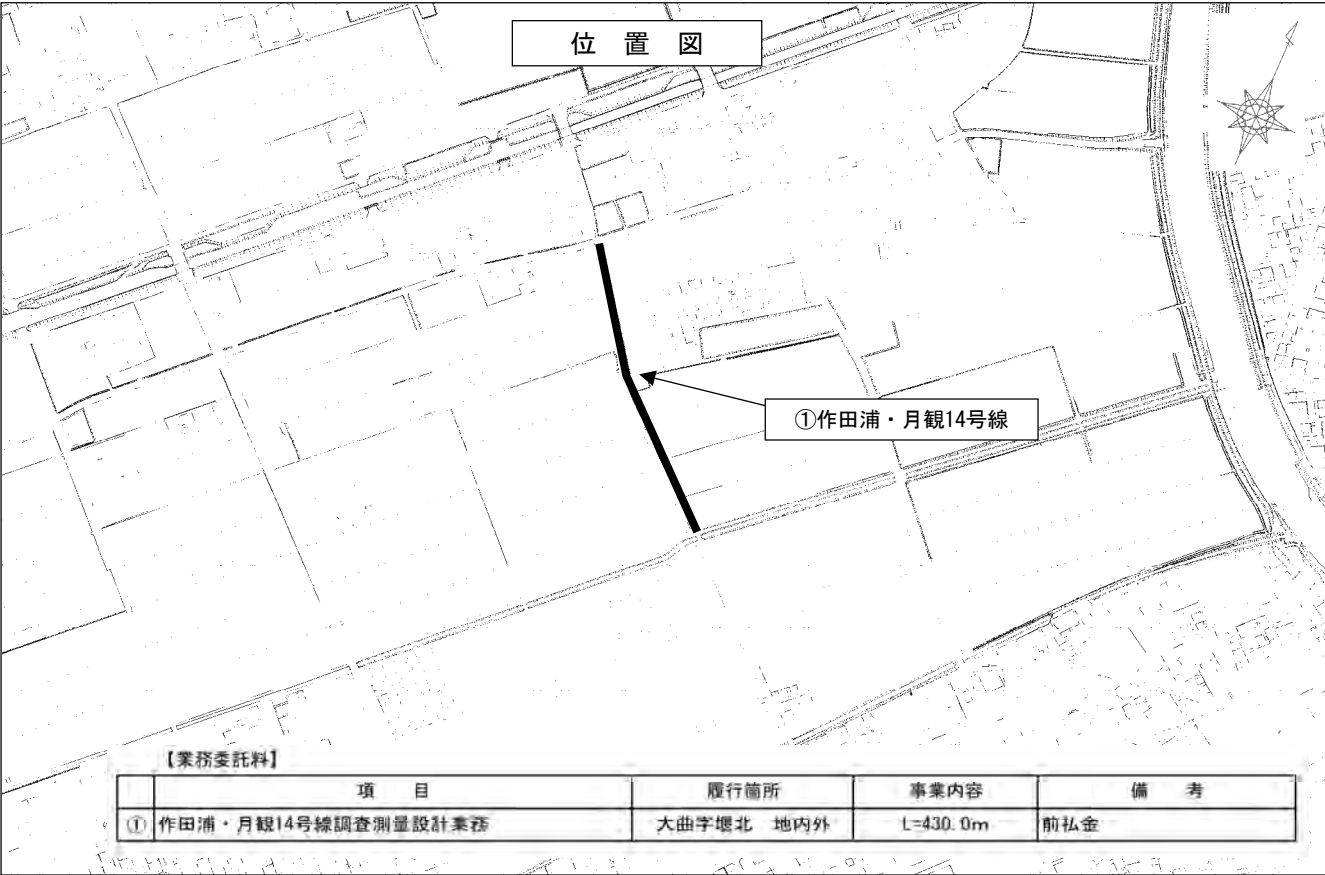 位 置 図
①作田浦・月観14号線
【業務委託料】
項 目 履行箇所 事業内容 備 考
① 作田浦・月観14号線調査測量設計業務 大曲字堰北 地内外 L=430.0m 前払金